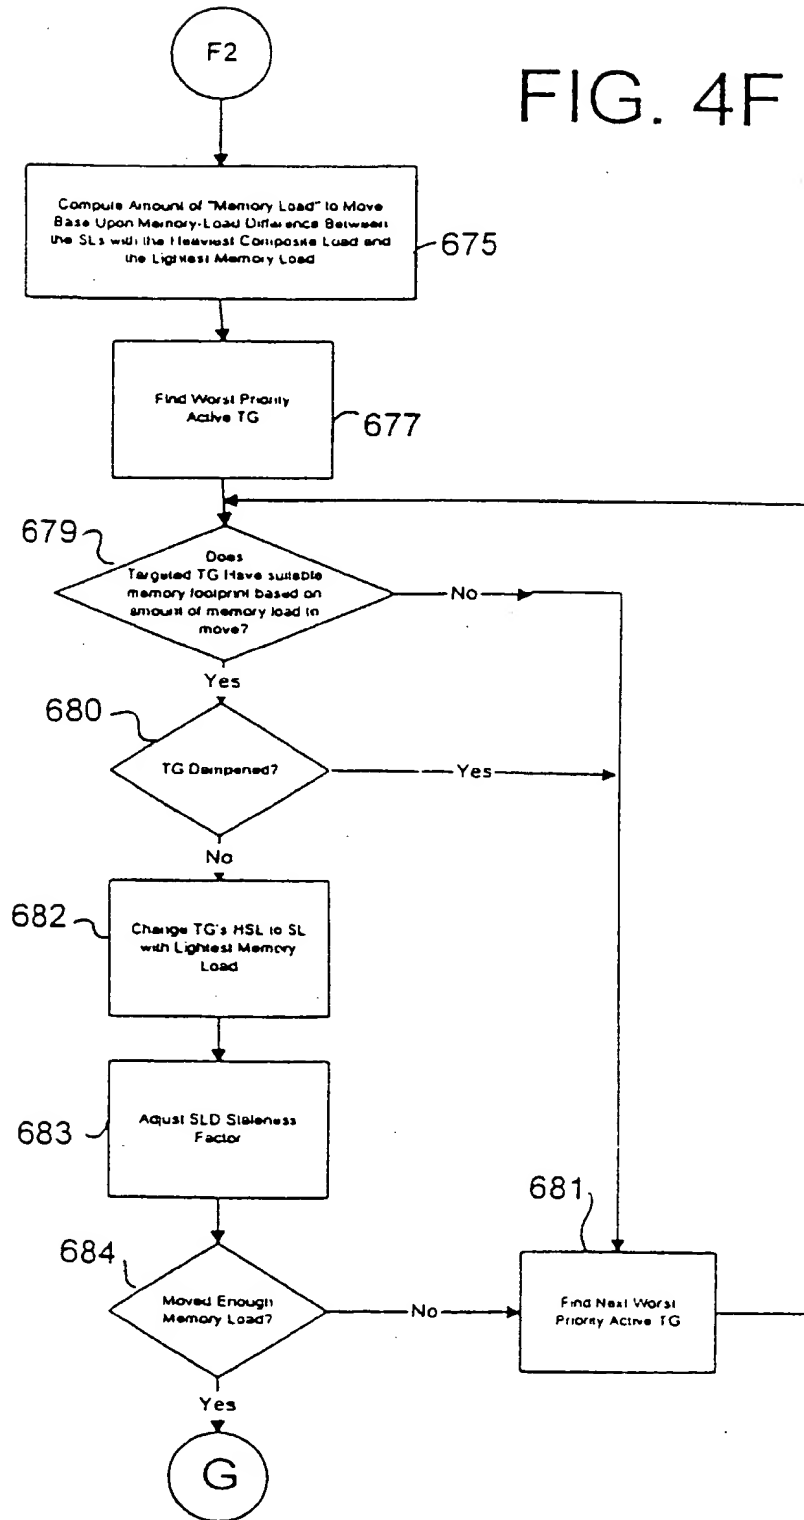 F2
FIG. 4F
Compute Amount of "Memory Load" to Move
Base Upon Memory-Load Difference Between
the SLs with the Heaviest Composite Load and
the Lightest Memory Load
675
Find Worst Priority
Active TG
677
679
Does
Targeted TG Have suitable
memory footprint based on
amount of memory load to
move?
No
Yes
680
TG Dampened?
Yes
No
682
Change TG's HSL to SL
with Lightest Memory
Load
Adjust SLD Staleness
Factor
683
681
684
Moved Enough
Memory Load?
No
Find Next Worst
Priority Active TG
Yes
G